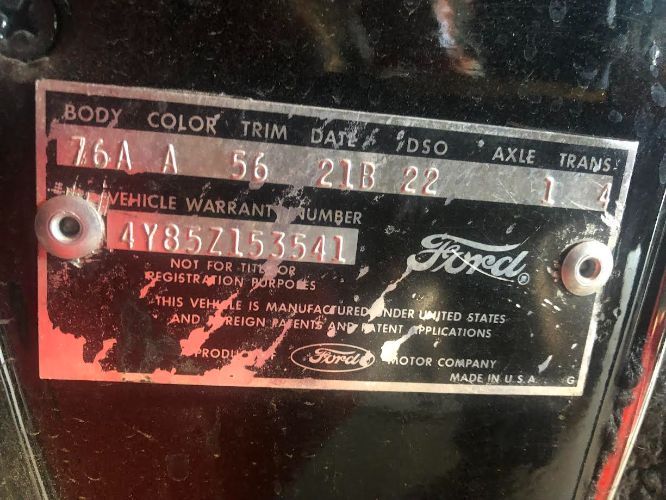 BODY COLOR TRIM DATE DSO AXLE TRANS
76A A 56 21B 22 1 4
VEHICLE WARRANTY NUMBER
4Y85Z153541
Ford
NOT FOR TITLE OR
REGISTRATION PURPOSES
THIS VEHICLE IS MANUFACTURED UNDER UNITED STATES
AND FOREIGN PATENTS AND PATENT APPLICATIONS
PRODUCT Ford MOTOR COMPANY
MADE IN U.S.A. G